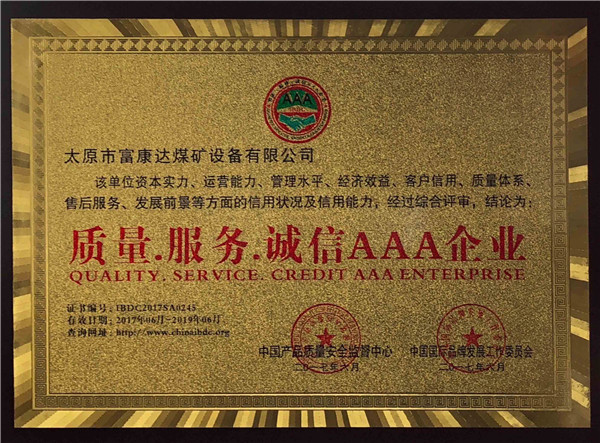 AAA
太原市富康达煤矿设备有限公司
该单位资本实力、运营能力、管理水平、经济效益、客户信用、质量体系、
售后服务、发展前景等方面的信用状况及信用能力，经过综合评审，结论为：
质量.服务.诚信AAA企业
QUALITY. SERVICE. CREDIT AAA ENTERPRISE
证书编号：IBDC2017SA0245
有效日期：2017年06月-2019年06月
查询网址：http://www.chinaibdc.org
中国产品质量安全监督中心 中国国际品牌发展工作委员会
二〇一七年六月 二〇一七年六月